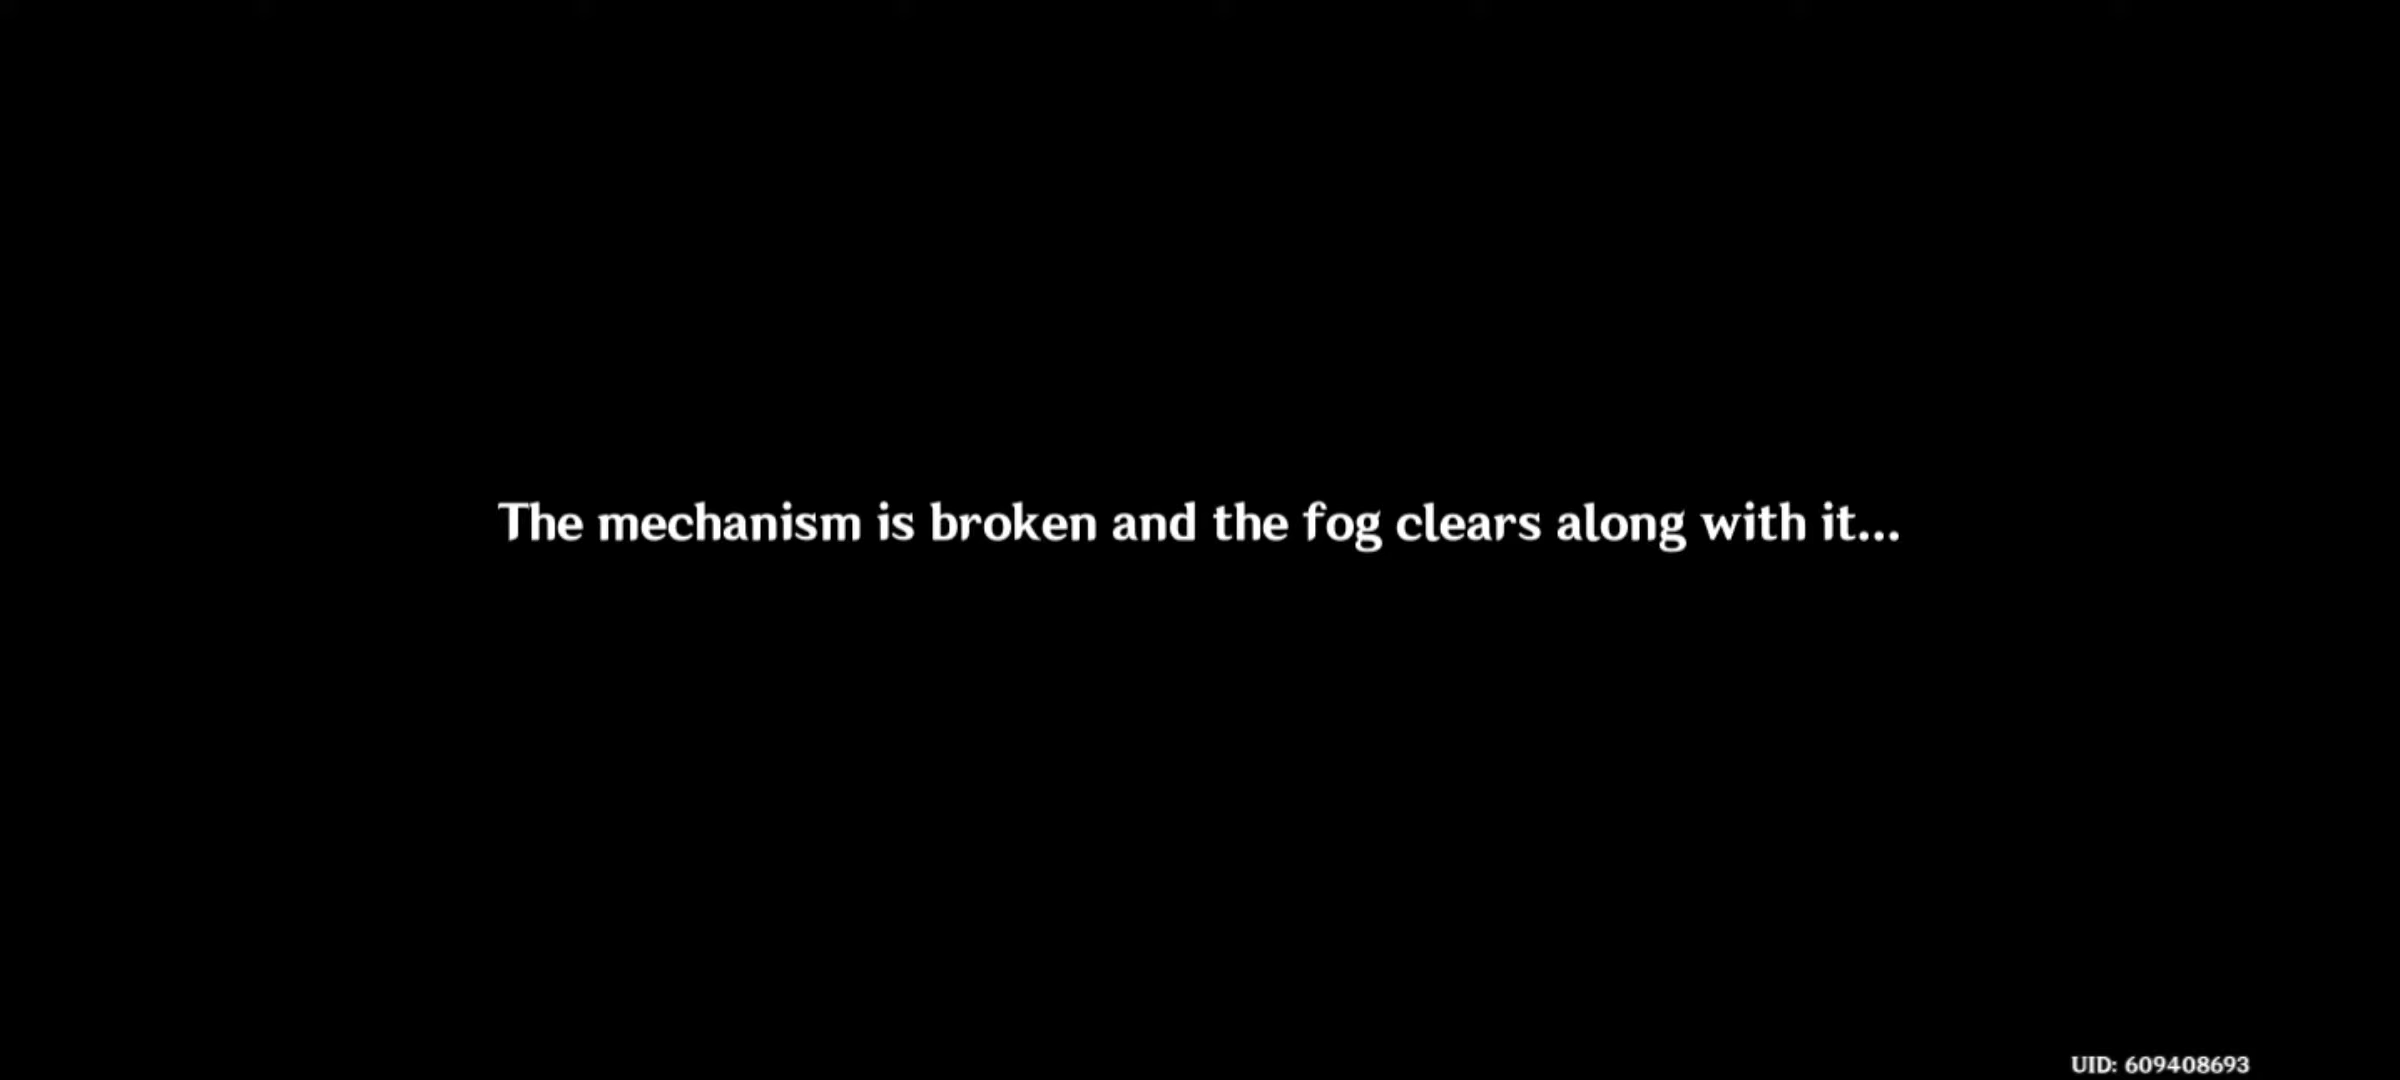 The mechanism is broken and the fog clears along with it...
UID: 609408693